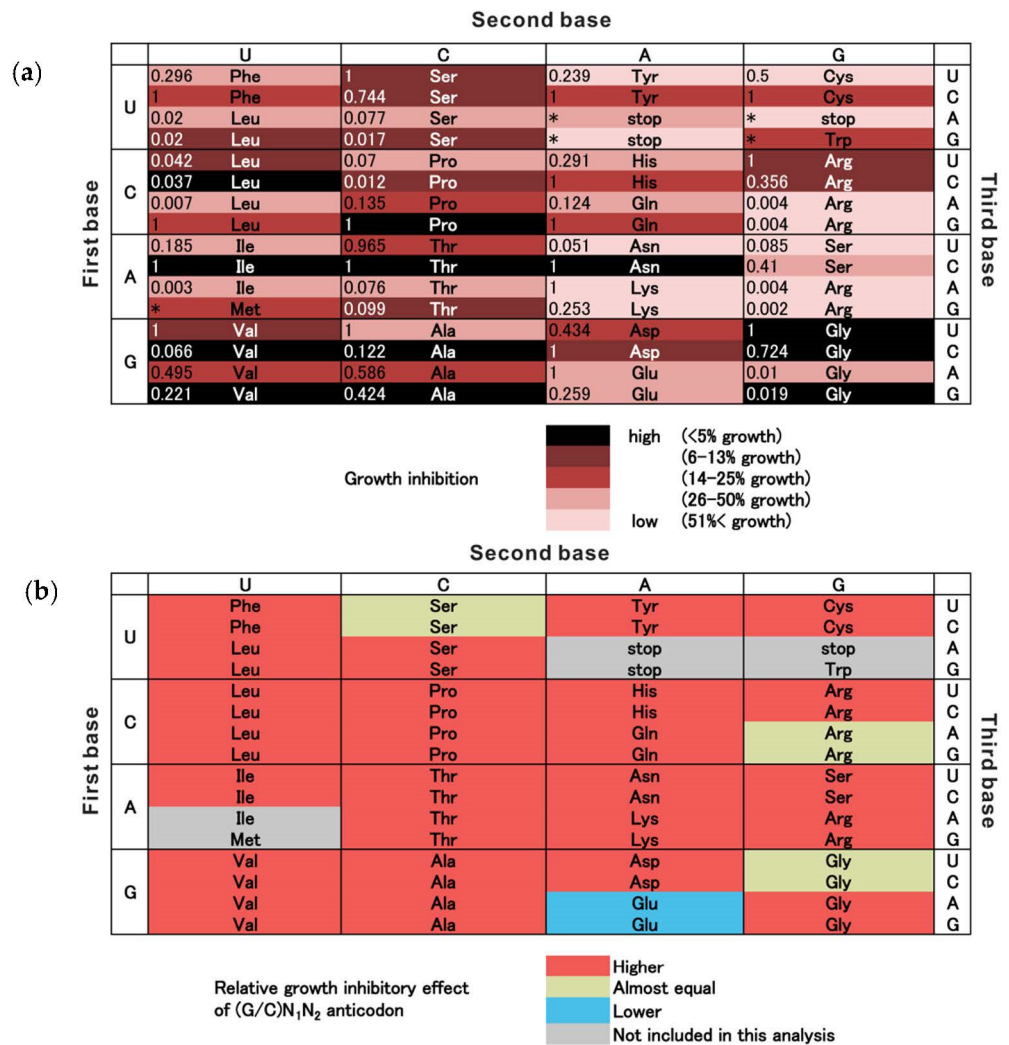 Second base
(a)
U C A G
0.296 Phe 1 Ser 0.239 Tyr 0.5 Cys U
1 Phe 0.744 Ser 1 Tyr 1 Cys C
U
0.02 Leu 0.077 Ser * stop * stop A
0.02 Leu 0.017 Ser * stop * Trp G
0.042 Leu 0.07 Pro 0.291 His 1 Arg U
0.037 Leu 0.012 Pro 1 His 0.356 Arg C
C
0.007 Leu 0.135 Pro 0.124 Gln 0.004 Arg A
1 Leu 1 Pro 1 Gln 0.004 Arg G
First base
Third base
0.185 Ile 0.965 Thr 0.051 Asn 0.085 Ser U
1 Ile 1 Thr 1 Asn 0.41 Ser C
A
0.003 Ile 0.076 Thr 1 Lys 0.004 Arg A
* Met 0.099 Thr 0.253 Lys 0.002 Arg G
1 Val 1 Ala 0.434 Asp 1 Gly U
0.066 Val 0.122 Ala 1 Asp 0.724 Gly C
G
0.495 Val 0.586 Ala 1 Glu 0.01 Gly A
0.221 Val 0.424 Ala 0.259 Glu 0.019 Gly G
Growth inhibition
high (<5% growth)
(6-13% growth)
(14-25% growth)
(26-50% growth)
low (51%< growth)
Second base
(b)
U C A G
Phe Ser Tyr Cys U
Phe Ser Tyr Cys C
U
Leu Ser stop stop A
Leu Ser stop Trp G
Leu Pro His Arg U
Leu Pro His Arg C
C
Leu Pro Gln Arg A
Leu Pro Gln Arg G
First base
Third base
Ile Thr Asn Ser U
Ile Thr Asn Ser C
A
Ile Thr Lys Arg A
Met Thr Lys Arg G
Val Ala Asp Gly U
Val Ala Asp Gly C
G
Val Ala Glu Gly A
Val Ala Glu Gly G
Relative growth inhibitory effect
of (G/C)N1N2 anticodon
Higher
Almost equal
Lower
Not included in this analysis